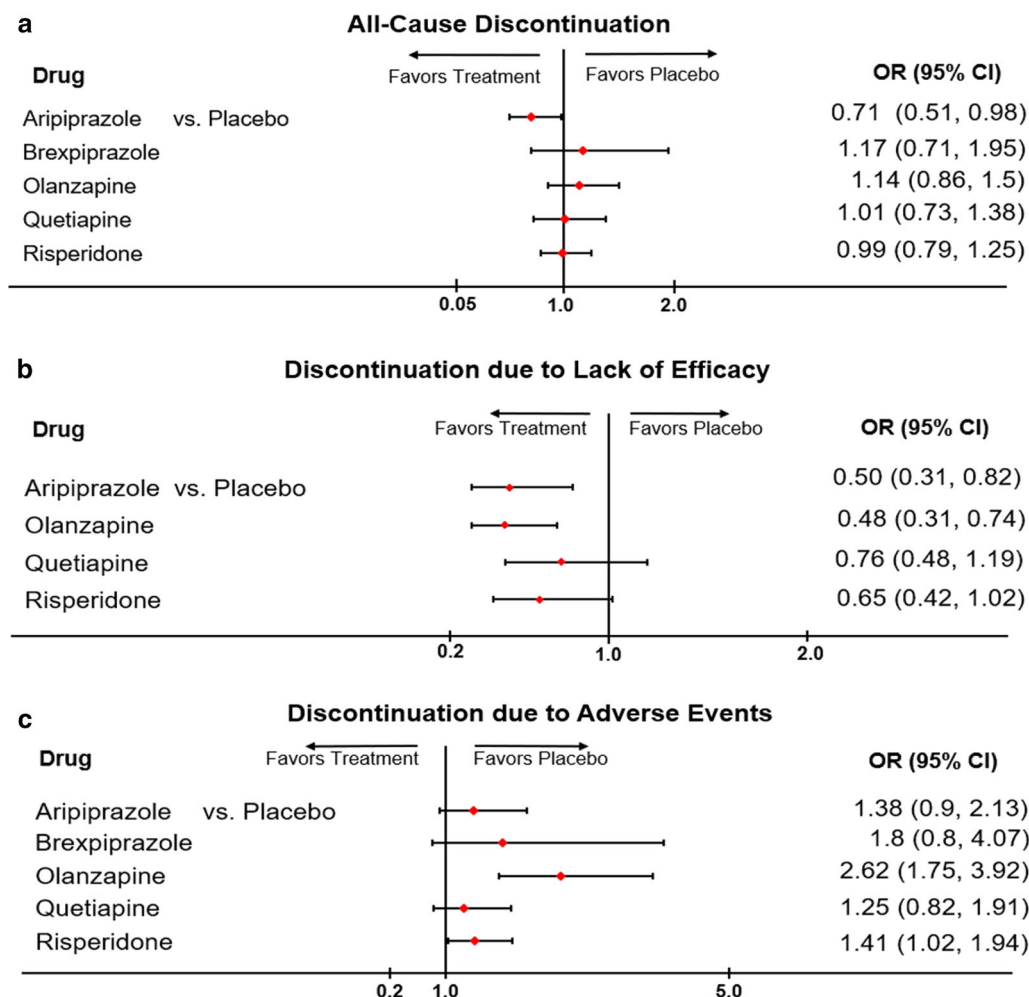 a
All-Cause Discontinuation
Favors Treatment Favors Placebo
Drug OR (95% CI)
Aripiprazole vs. Placebo 0.71 (0.51, 0.98)
Brexpiprazole 1.17 (0.71, 1.95)
Olanzapine 1.14 (0.86, 1.5)
Quetiapine 1.01 (0.73, 1.38)
Risperidone 0.99 (0.79, 1.25)
0.05 1.0 2.0
b
Discontinuation due to Lack of Efficacy
Favors Treatment Favors Placebo
Drug OR (95% CI)
Aripiprazole vs. Placebo 0.50 (0.31, 0.82)
Olanzapine 0.48 (0.31, 0.74)
Quetiapine 0.76 (0.48, 1.19)
Risperidone 0.65 (0.42, 1.02)
0.2 1.0 2.0
c
Discontinuation due to Adverse Events
Favors Treatment Favors Placebo
Drug OR (95% CI)
Aripiprazole vs. Placebo 1.38 (0.9, 2.13)
Brexpiprazole 1.8 (0.8, 4.07)
Olanzapine 2.62 (1.75, 3.92)
Quetiapine 1.25 (0.82, 1.91)
Risperidone 1.41 (1.02, 1.94)
0.2 1.0 5.0